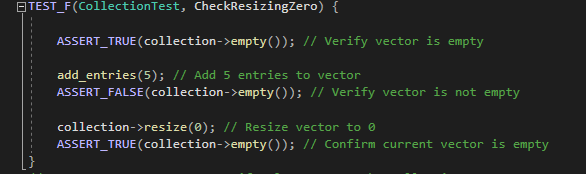 TEST_F(CollectionTest, CheckResizingZero) {
ASSERT_TRUE(collection->empty()); // Verify vector is empty
add_entries(5); // Add 5 entries to vector
ASSERT_FALSE(collection->empty()); // Verify vector is not empty
collection->resize(0); // Resize vector to 0
ASSERT_TRUE(collection->empty()); // Confirm current vector is empty
}